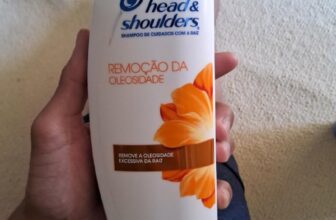 head &
shoulders
SHAMPOO DE CUIDADOS COM A RAIZ
REMOÇÃO DA
OLEOSIDADE
REMOVE A OLEOSIDADE
EXCESSIVA DA RAIZ